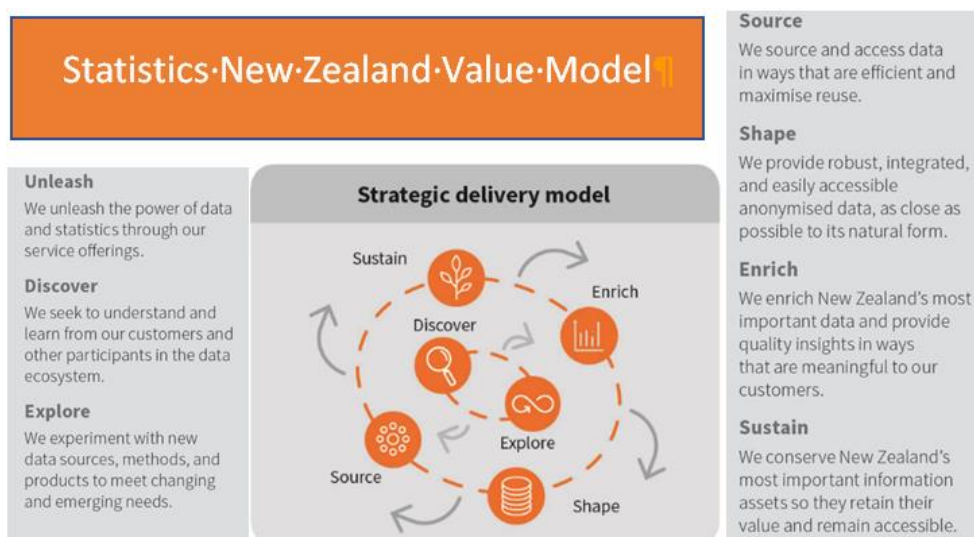 Statistics·New·Zealand·Value·Model¶
Unleash
We unleash the power of data
and statistics through our
service offerings.
Discover
We seek to understand and
learn from our customers and
other participants in the data
ecosystem.
Explore
We experiment with new
data sources, methods, and
products to meet changing
and emerging needs.
Strategic delivery model
Sustain
Enrich
Discover
Explore
Source
Shape
Source
We source and access data
in ways that are efficient and
maximise reuse.
Shape
We provide robust, integrated,
and easily accessible
anonymised data, as close as
possible to its natural form.
Enrich
We enrich New Zealand's most
important data and provide
quality insights in ways
that are meaningful to our
customers.
Sustain
We conserve New Zealand's
most important information
assets so they retain their
value and remain accessible.